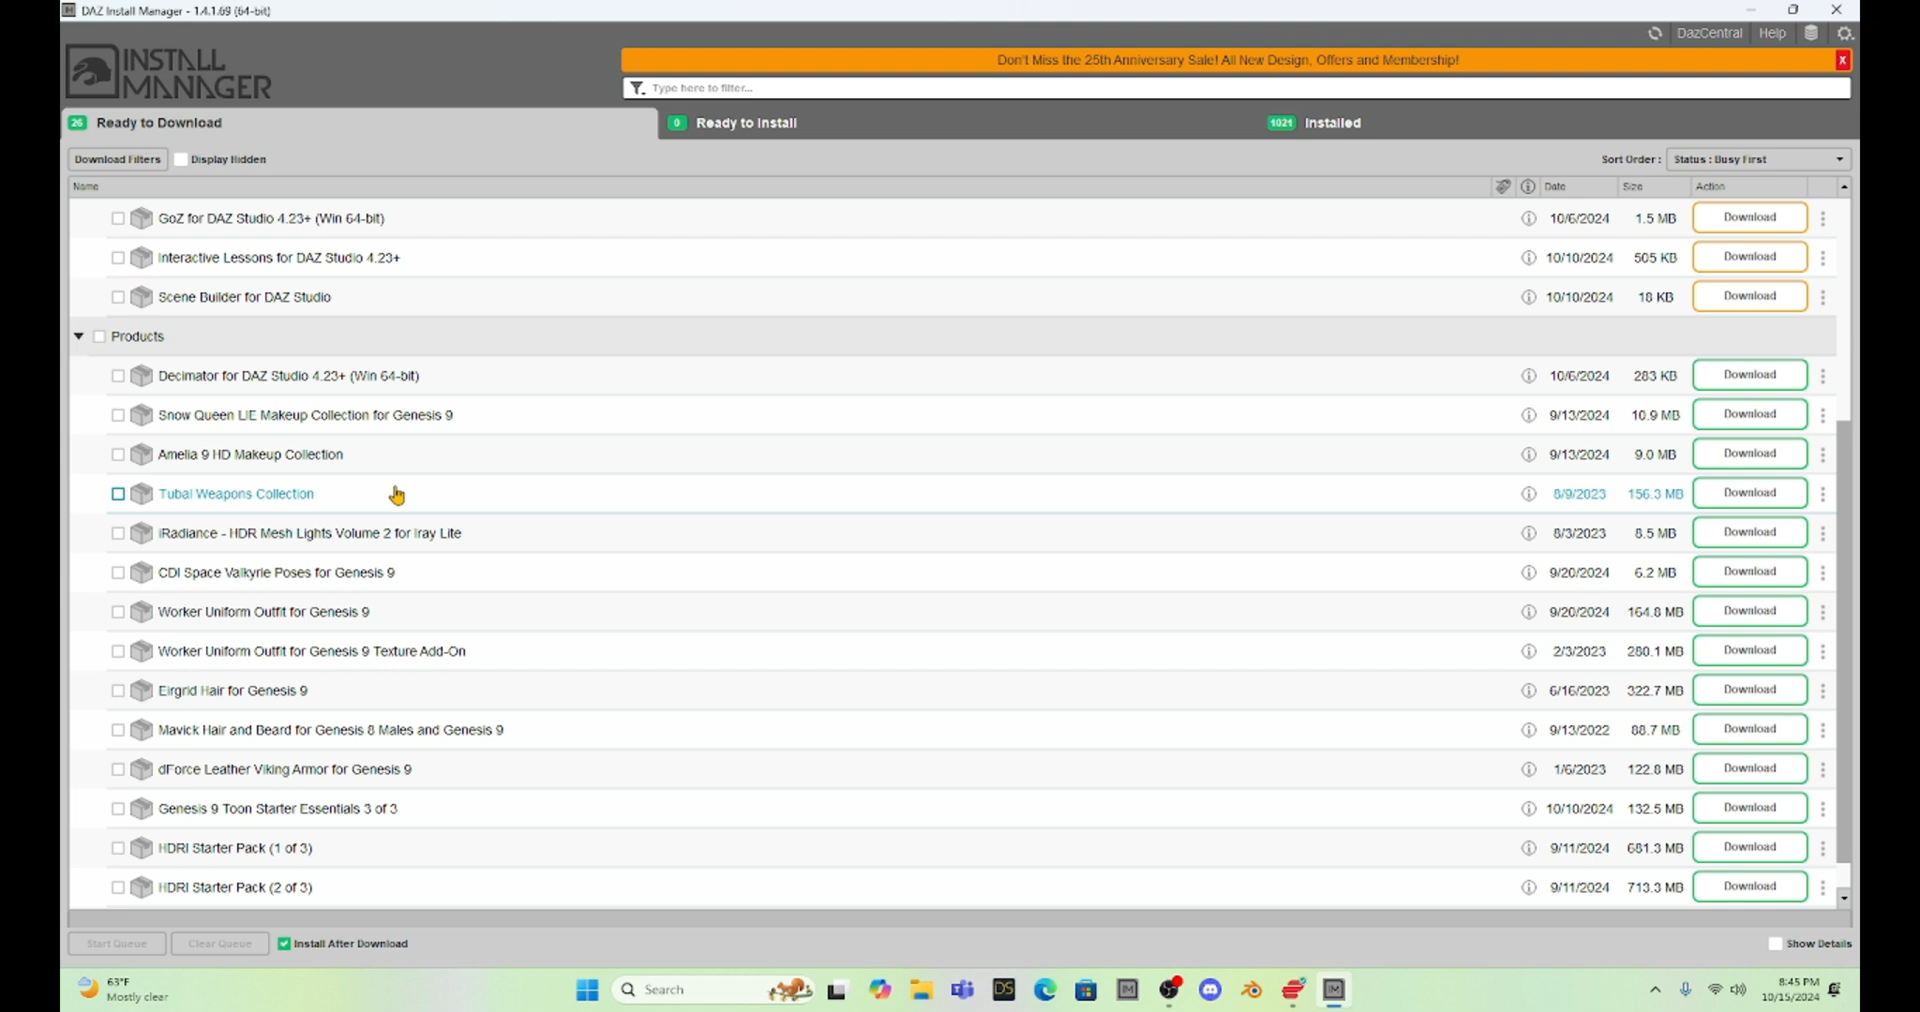 DAZ Install Manager - 1.4.1.69 (64-bit)
DazCentral Help
INSTALL
MANAGER
Don't Miss the 25th Anniversary Sale! All New Design, Offers and Membership!
X
Type here to filter...
26 Ready to Download
0 Ready to Install
1021 Installed
Download Filters Display Hidden
Sort Order : Status : Busy First
Name Date Size Action
GoZ for DAZ Studio 4.23+ (Win 64-bit) 10/6/2024 1.5 MB Download
Interactive Lessons for DAZ Studio 4.23+ 10/10/2024 505 KB Download
Scene Builder for DAZ Studio 10/10/2024 18 KB Download
Products
Decimator for DAZ Studio 4.23+ (Win 64-bit) 10/6/2024 283 KB Download
Snow Queen LIE Makeup Collection for Genesis 9 9/13/2024 10.9 MB Download
Amelia 9 HD Makeup Collection 9/13/2024 9.0 MB Download
Tubal Weapons Collection 8/9/2023 156.3 MB Download
iRadiance - HDR Mesh Lights Volume 2 for Iray Lite 8/3/2023 8.5 MB Download
CDI Space Valkyrie Poses for Genesis 9 9/20/2024 6.2 MB Download
Worker Uniform Outfit for Genesis 9 9/20/2024 164.8 MB Download
Worker Uniform Outfit for Genesis 9 Texture Add-On 2/3/2023 280.1 MB Download
Eirgrid Hair for Genesis 9 6/16/2023 322.7 MB Download
Mavick Hair and Beard for Genesis 8 Males and Genesis 9 9/13/2022 88.7 MB Download
dForce Leather Viking Armor for Genesis 9 1/6/2023 122.8 MB Download
Genesis 9 Toon Starter Essentials 3 of 3 10/10/2024 132.5 MB Download
HDRI Starter Pack (1 of 3) 9/11/2024 681.3 MB Download
HDRI Starter Pack (2 of 3) 9/11/2024 713.3 MB Download
Start Queue Clear Queue Install After Download Show Details
63°F
Mostly clear
Search
DS
IM
IM
8:45 PM
10/15/2024